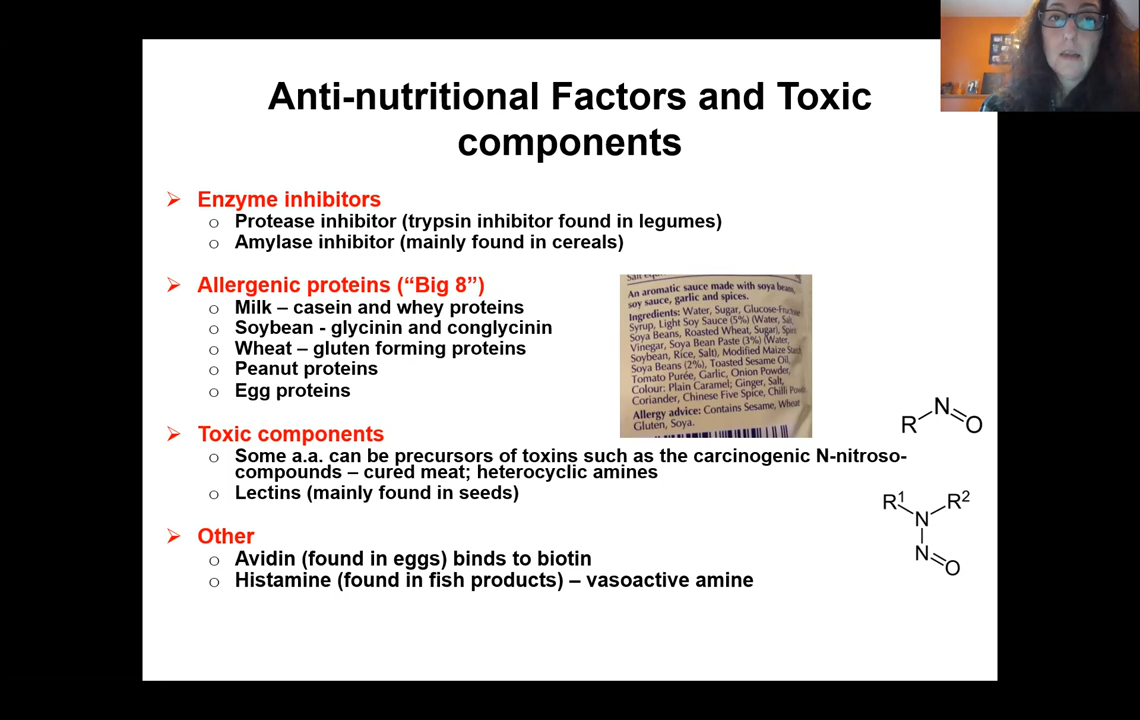 Anti-nutritional Factors and Toxic
components
➢ Enzyme inhibitors
o Protease inhibitor (trypsin inhibitor found in legumes)
o Amylase inhibitor (mainly found in cereals)
➢ Allergenic proteins (“Big 8”)
o Milk – casein and whey proteins
o Soybean - glycinin and conglycinin
o Wheat – gluten forming proteins
o Peanut proteins
o Egg proteins
An aromatic sauce made with soya beans,
soy sauce, garlic and spices.
Ingredients: Water, Sugar, Glucose-Fructose
Syrup, Light Soy Sauce (5%) (Water, Salt,
Soya Beans, Roasted Wheat, Sugar), Spirit
Vinegar, Soya Bean Paste (3%) (Water,
Soybean, Rice, Salt), Modified Maize Starch
Soya Beans (2%), Toasted Sesame Oil,
Tomato Purée, Garlic, Onion Powder,
Colour: Plain Caramel; Ginger, Salt,
Coriander, Chinese Five Spice, Chilli Powder
Allergy advice: Contains Sesame, Wheat
Gluten, Soya.
➢ Toxic components
o Some a.a. can be precursors of toxins such as the carcinogenic N-nitroso-
compounds – cured meat; heterocyclic amines
o Lectins (mainly found in seeds)
R N O
R1 R2
N
N O
➢ Other
o Avidin (found in eggs) binds to biotin
o Histamine (found in fish products) – vasoactive amine